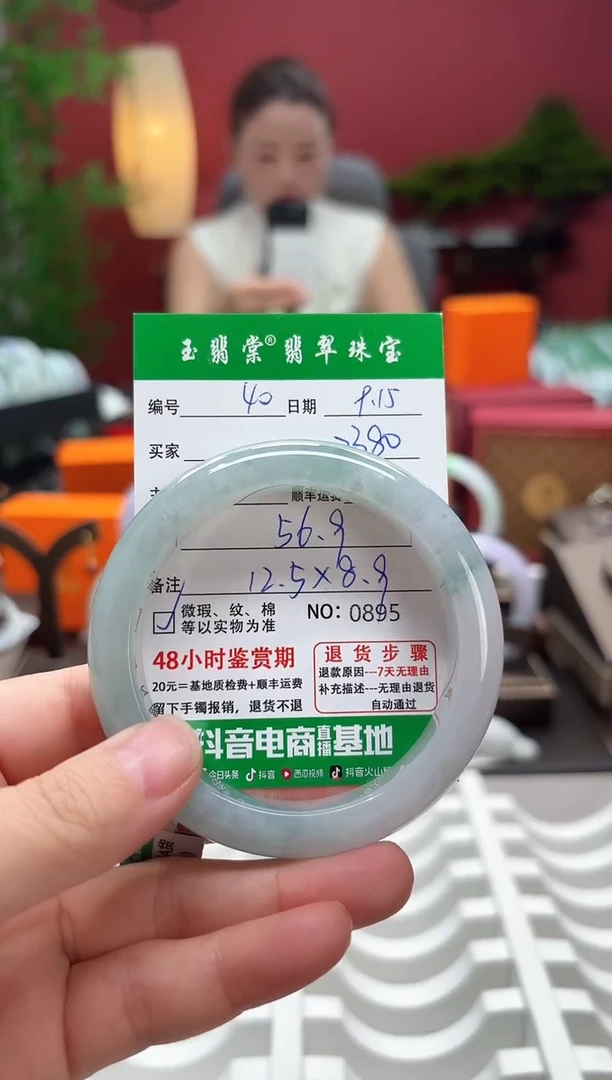 玉翡棠®翡翠珠宝
编号 40 日期 9.15
买家 2380
顺丰运费
56.9
备注 12.5×8.9
☑ 微瑕、纹、棉
等以实物为准
NO: 0895
48小时鉴赏期
20元=基地质检费+顺丰运费
留下手镯报销，退货不退
退货步骤
退款原因---7天无理由
补充描述---无理由退货
自动通过
抖音电商直播基地
今日头条 抖音 西瓜视频 抖音火山